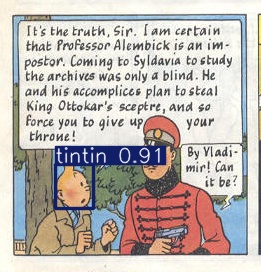 It's the truth, Sir. I am certain
that Professor Alembick is an im-
postor. Coming to Syldavia to study
the archives was only a blind. He
and his accomplices plan to steal
King Ottokar's sceptre, and so
force you to give up your
throne!
tintin 0.91
By Vladi-
mir! Can
it be?